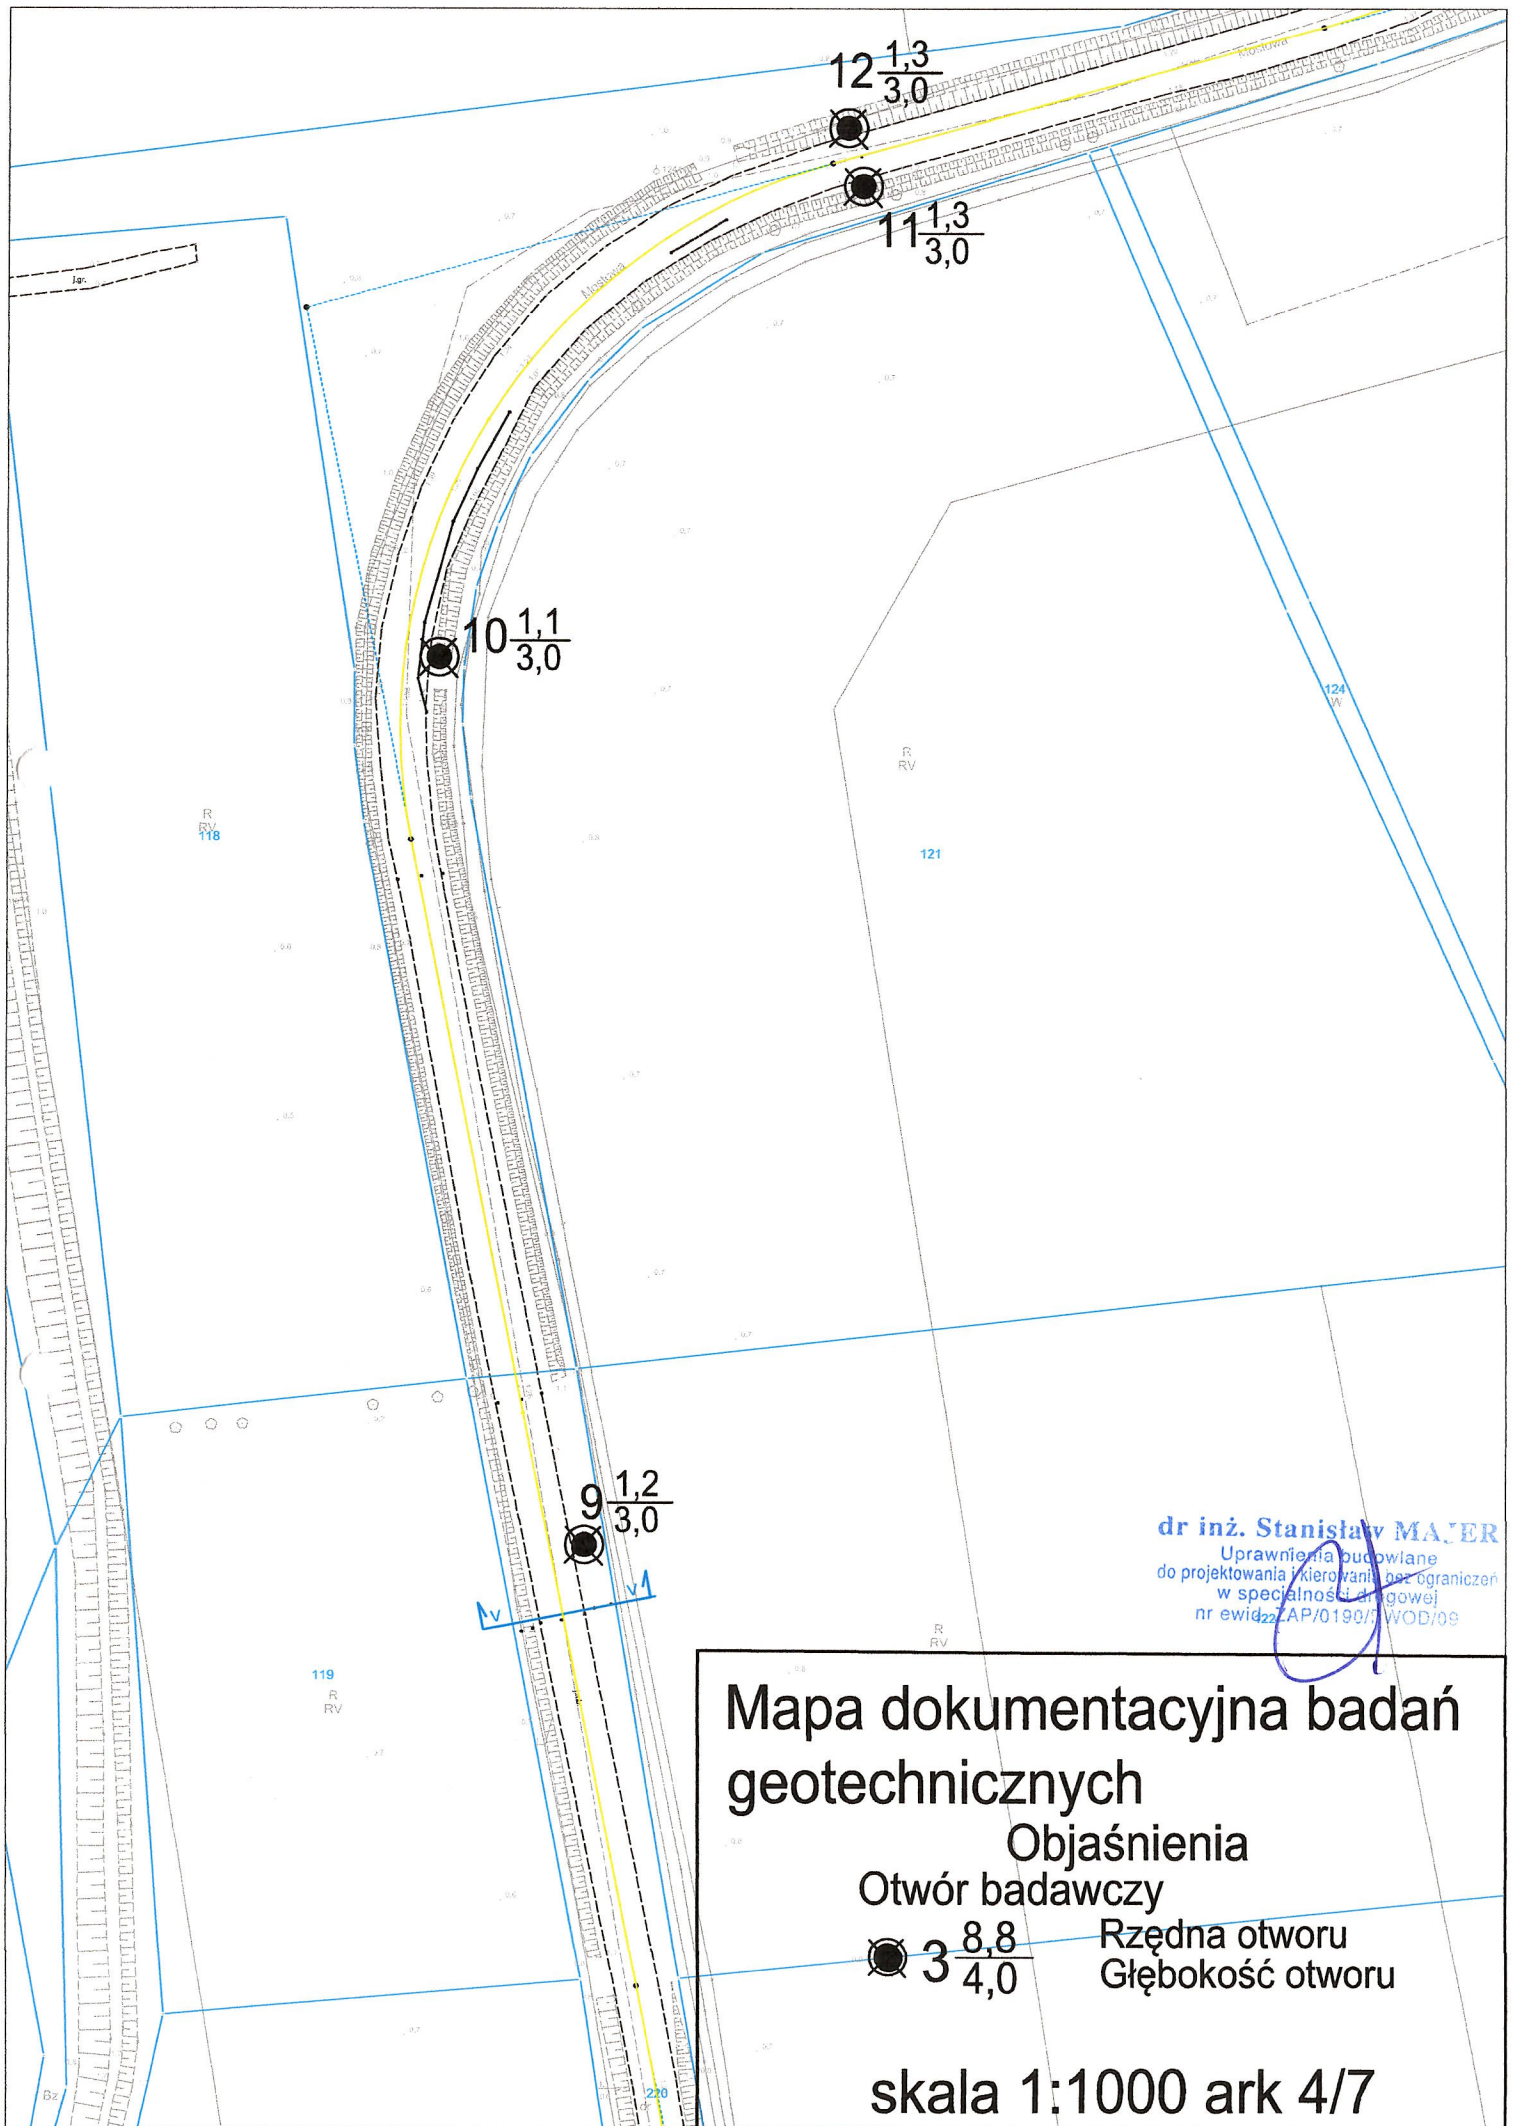 12 1,3
3,0
Mostowa
11 1,3
3,0
j.gr.
Mostowa
10 1,1
3,0
124
W
R
RV
R
RV
118
121
9 1,2
3,0
dr inż. Stanisław MAJER
Uprawnienia budowlane
do projektowania i kierowania bez ograniczeń
w specjalności drogowej
122
R
RV
119
R
RV
Mapa dokumentacyjna badań
geotechnicznych
Objaśnienia
Otwór badawczy
3 8,8
4,0
Rzędna otworu
Głębokość otworu
skala 1:1000 ark 4/7
Bz
220
dr